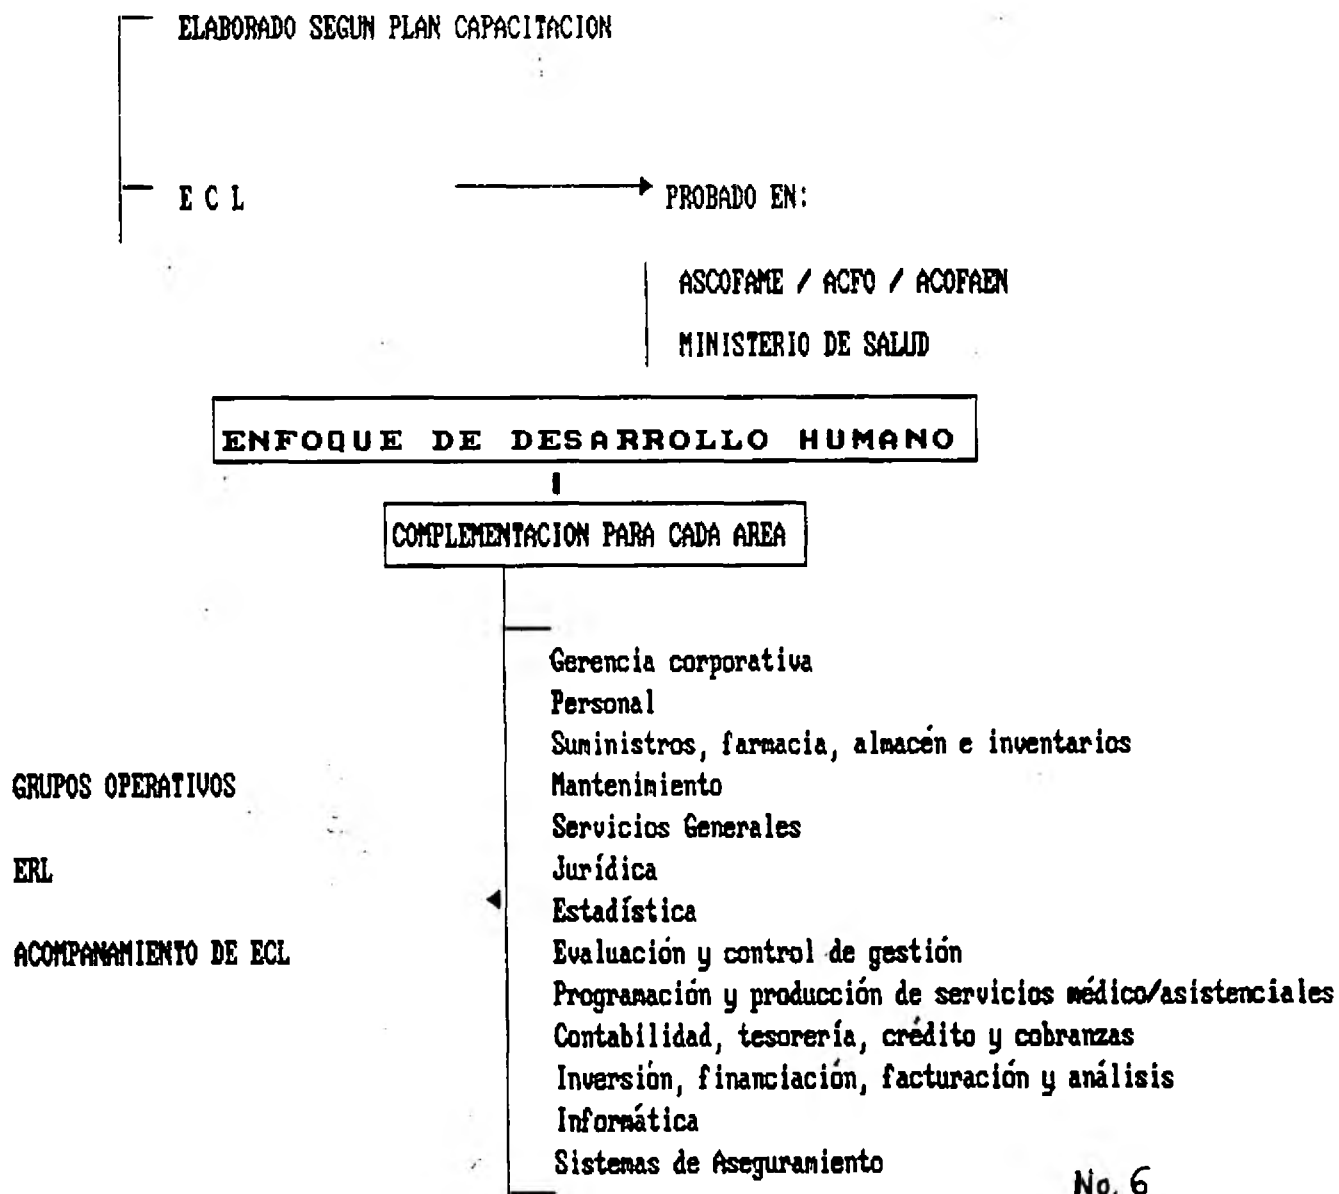 ELABORADO SEGUN PLAN CAPACITACION
E C L
PROBADO EN:
ASCOFAME / ACFO / ACOFAEN
MINISTERIO DE SALUD
ENFOQUE DE DESARROLLO HUMANO
COMPLEMENTACION PARA CADA AREA
Gerencia corporativa
Personal
Suministros, farmacia, almacén e inventarios
GRUPOS OPERATIVOS
Mantenimiento
Servicios Generales
ERL
Jurídica
Estadística
ACOMPANAMIENTO DE ECL
Evaluación y control de gestión
Programación y producción de servicios médico/asistenciales
Contabilidad, tesorería, crédito y cobranzas
Inversión, financiación, facturación y análisis
Informática
Sistemas de Aseguramiento
No. 6